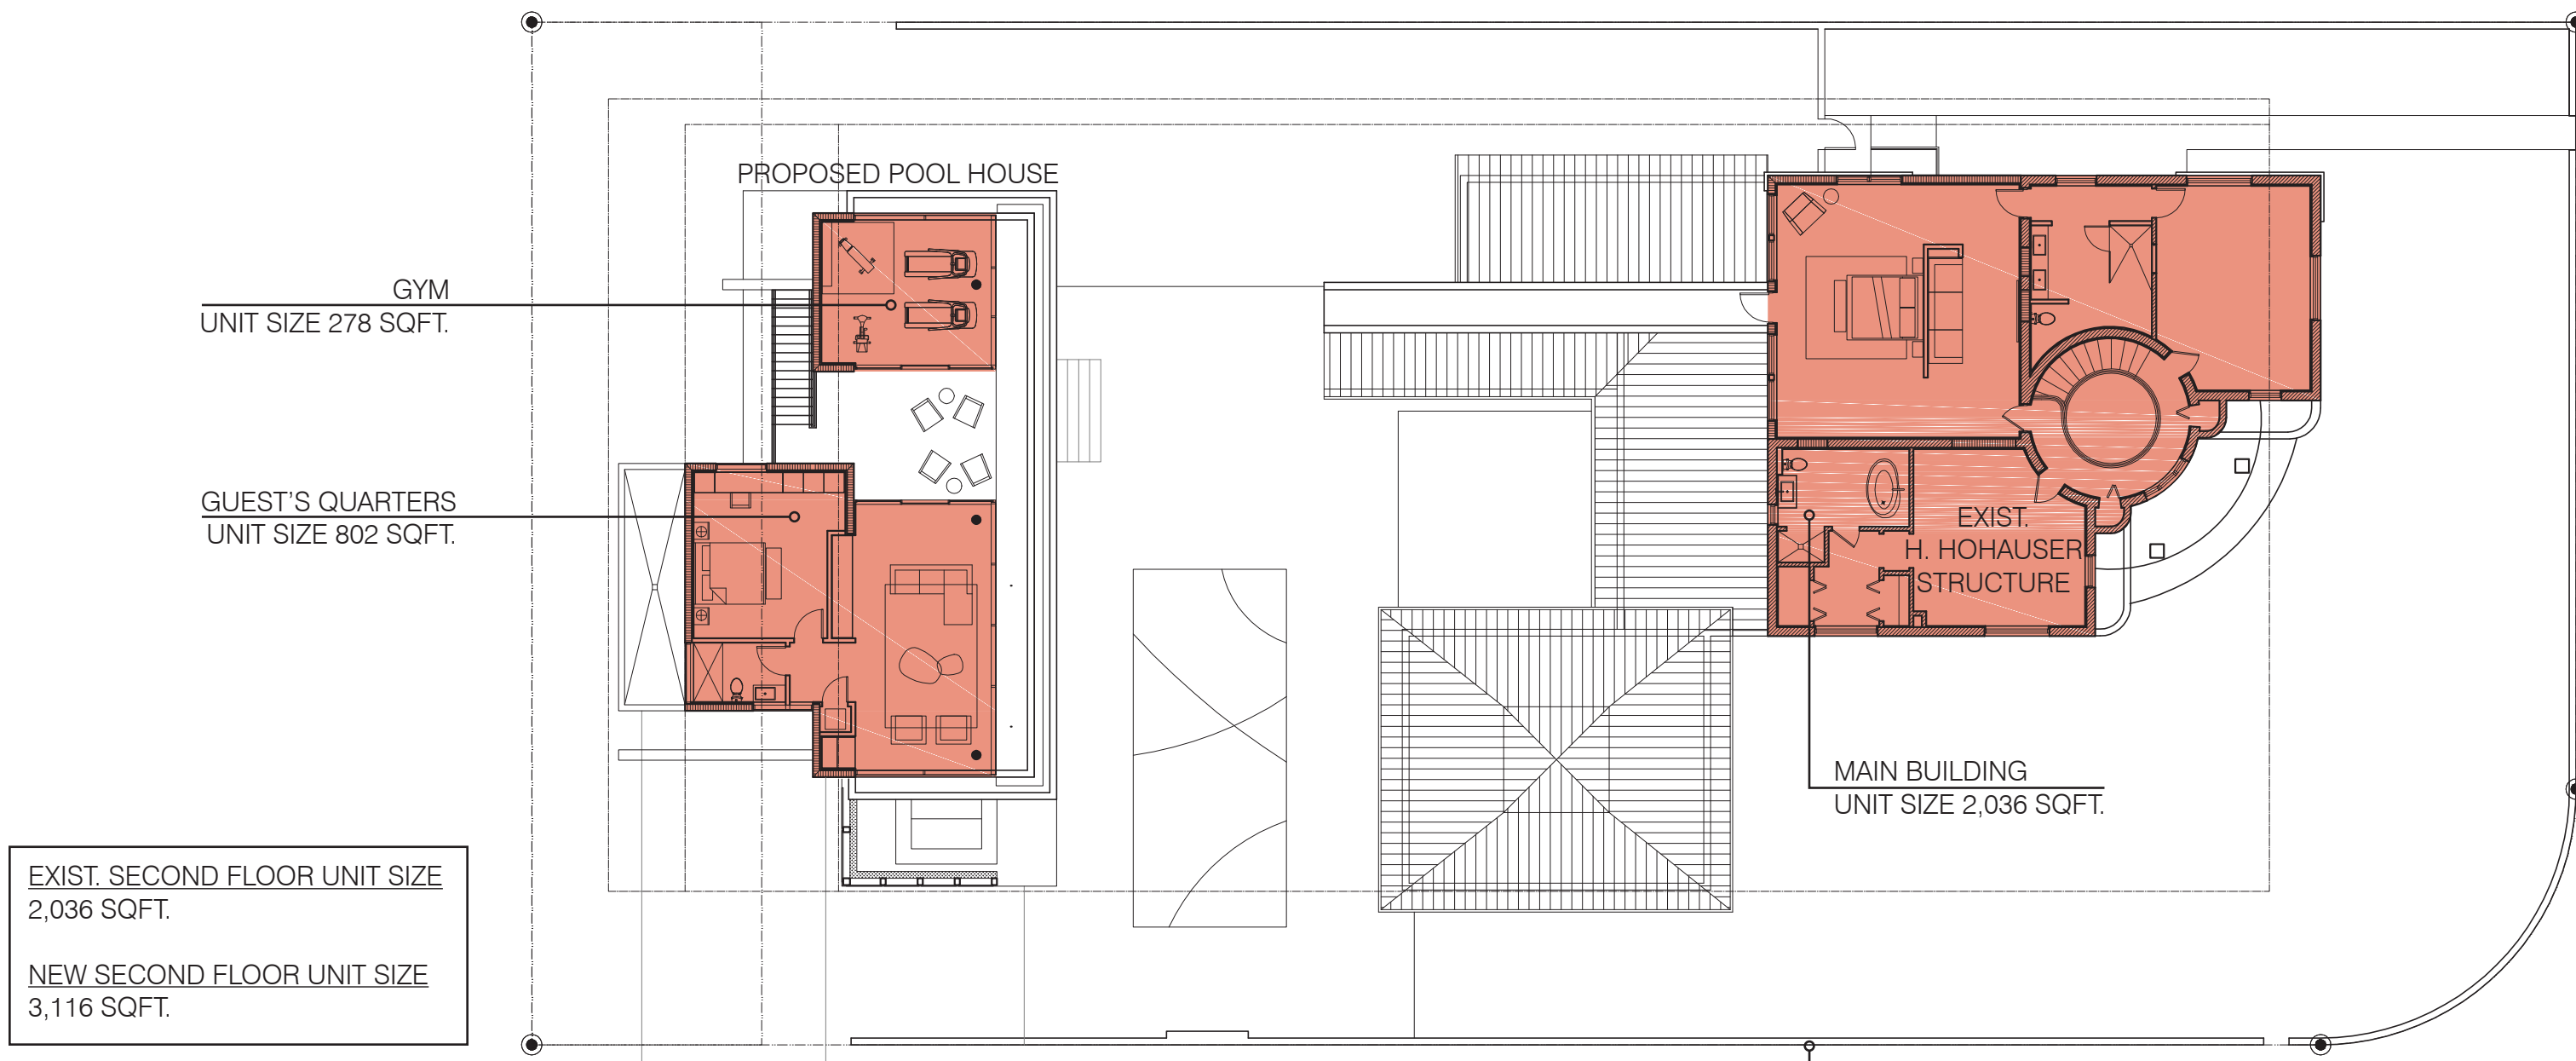 PROPOSED POOL HOUSE
GYM
UNIT SIZE 278 SQFT.
GUEST'S QUARTERS
UNIT SIZE 802 SQFT.
EXIST.
H. HOHAUSER
STRUCTURE
MAIN BUILDING
UNIT SIZE 2,036 SQFT.
EXIST. SECOND FLOOR UNIT SIZE
2,036 SQFT.
NEW SECOND FLOOR UNIT SIZE
3,116 SQFT.